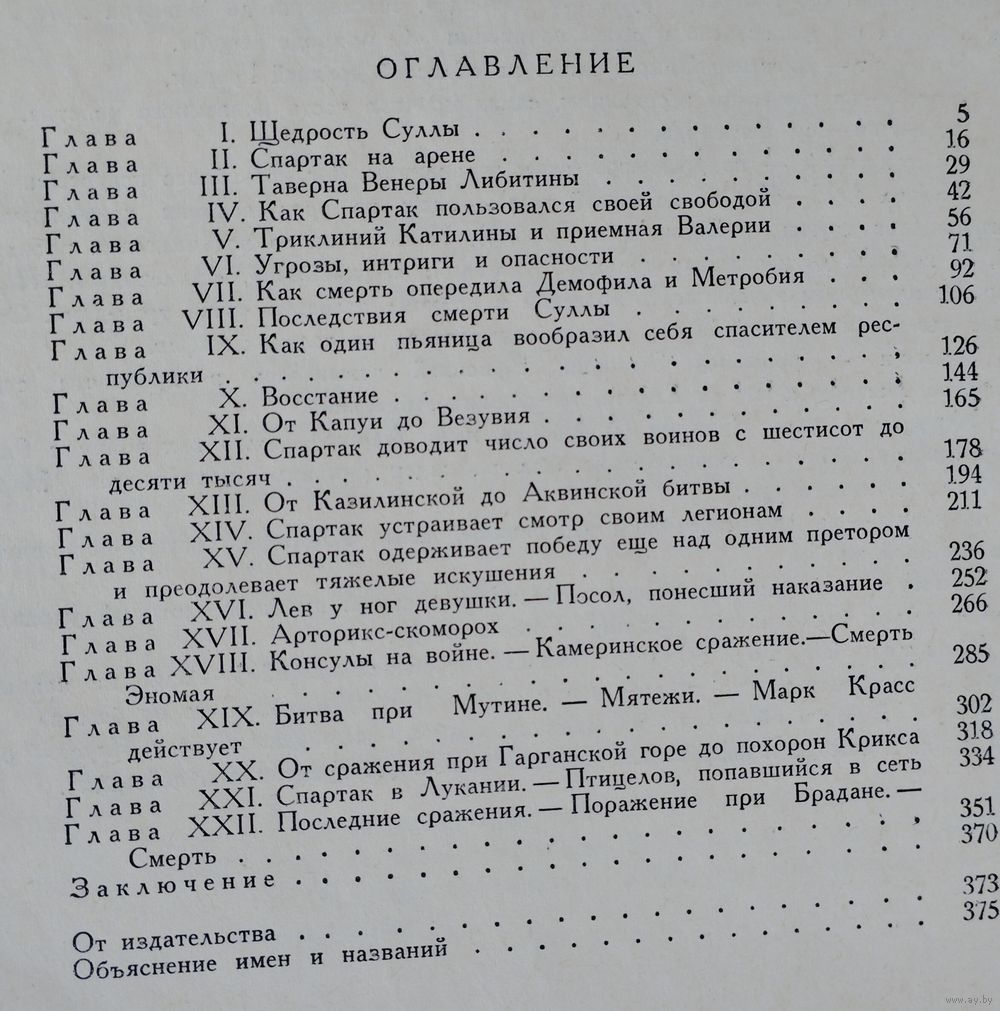 ОГЛАВЛЕНИЕ
Глава I. Щедрость Суллы . . . . . . . . . . . . . . 5
Глава II. Спартак на арене . . . . . . . . . . . . . 16
Глава III. Таверна Венеры Либитины . . . . . . . . . . 29
Глава IV. Как Спартак пользовался своей свободой . . . . 42
Глава V. Триклиний Катилины и приемная Валерии . . . . 56
Глава VI. Угрозы, интриги и опасности . . . . . . . . . 71
Глава VII. Как смерть опередила Демофила и Метробия . . . 92
Глава VIII. Последствия смерти Суллы . . . . . . . . . 106
Глава IX. Как один пьяница вообразил себя спасителем рес-
публики . . . . . . . . . . . . . . . . . . 126
Глава X. Восстание . . . . . . . . . . . . . . . . 144
Глава XI. От Капуи до Везувия . . . . . . . . . . . . 165
Глава XII. Спартак доводит число своих воинов с шестисот до
десяти тысяч . . . . . . . . . . . . . . . . 178
Глава XIII. От Казилинской до Аквинской битвы . . . . . . 194
Глава XIV. Спартак устраивает смотр своим легионам . . . . 211
Глава XV. Спартак одерживает победу еще над одним претором
и преодолевает тяжелые искушения . . . . . . . . . 236
Глава XVI. Лев у ног девушки. — Посол, понесший наказание . 252
Глава XVII. Арторикс-скоморох . . . . . . . . . . . . 266
Глава XVIII. Консулы на войне. — Камеринское сражение.—Смерть
Эномая . . . . . . . . . . . . . . . . . 285
Глава XIX. Битва при Мутине. — Мятежи. — Марк Красс
действует . . . . . . . . . . . . . . . . 302
Глава XX. От сражения при Гарганской горе до похорон Крикса 318
Глава XXI. Спартак в Лукании. — Птицелов, попавшийся в сеть 334
Глава XXII. Последние сражения. — Поражение при Брадане. —
Смерть . . . . . . . . . . . . . . . . . . 351
Заключение . . . . . . . . . . . . . . . . . 370
От издательства . . . . . . . . . . . . . . . . . 373
Объяснение имен и названий . . . . . . . . . . . . 375
www.ay.by